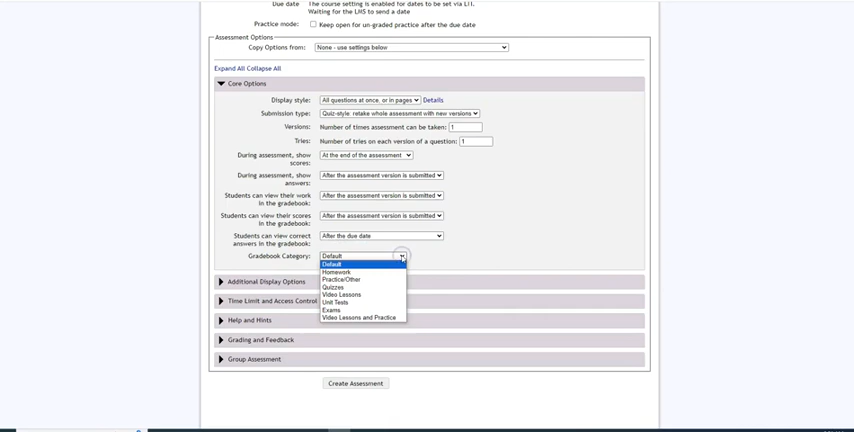 Due date The course setting is enabled for dates to be set via LTI.
Waiting for the LMS to send a date
Practice mode: Keep open for un-graded practice after the due date
Assessment Options
Copy Options from: None - use settings below
Expand All Collapse All
Core Options
Display style: All questions at once, or in pages Details
Submission type: Quiz-style: retake whole assessment with new versions
Versions: Number of times assessment can be taken: 1
Tries: Number of tries on each version of a question: 1
During assessment, show scores: At the end of the assessment
During assessment, show answers: After the assessment version is submitted
Students can view their work in the gradebook: After the assessment version is submitted
Students can view their scores in the gradebook: After the assessment version is submitted
Students can view correct answers in the gradebook: After the due date
Gradebook Category: Default
Default
Homework
Practice/Other
Quizzes
Video Lessons
Unit Tests
Exams
Video Lessons and Practice
Additional Display Options
Time Limit and Access Control
Help and Hints
Grading and Feedback
Group Assessment
Create Assessment